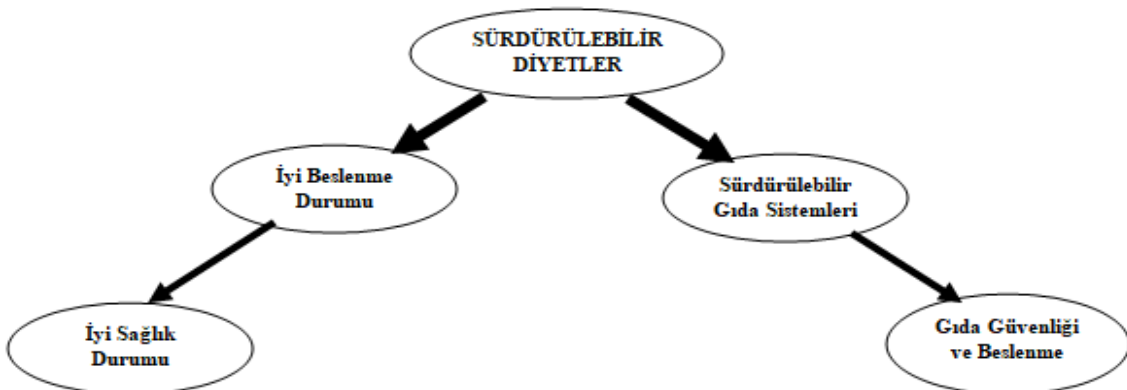 SÜRDÜRÜLEBİLİR
DİYETLER
İyi Beslenme
Durumu
Sürdürülebilir
Gıda Sistemleri
İyi Sağlık
Durumu
Gıda Güvenliği
ve Beslenme